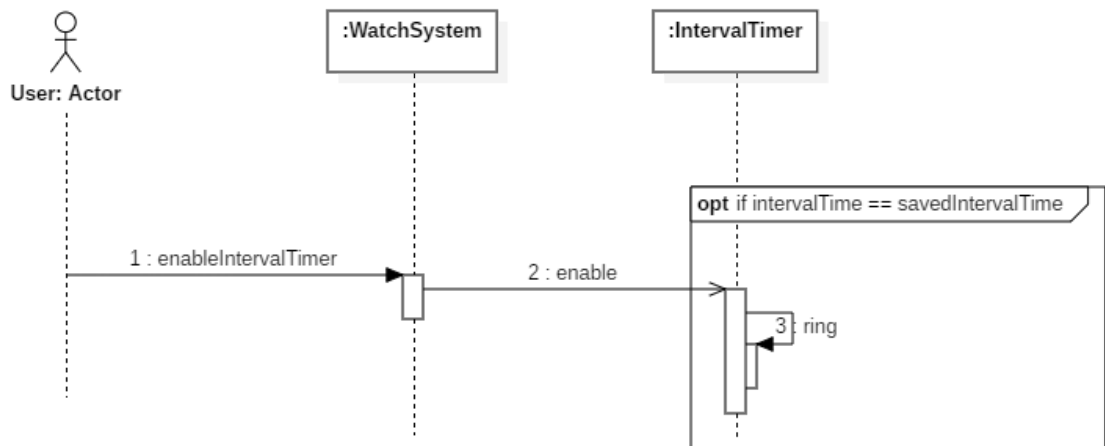 :WatchSystem
:IntervalTimer
User: Actor
opt if intervalTime == savedIntervalTime
1 : enableIntervalTimer
2 : enable
3 : ring